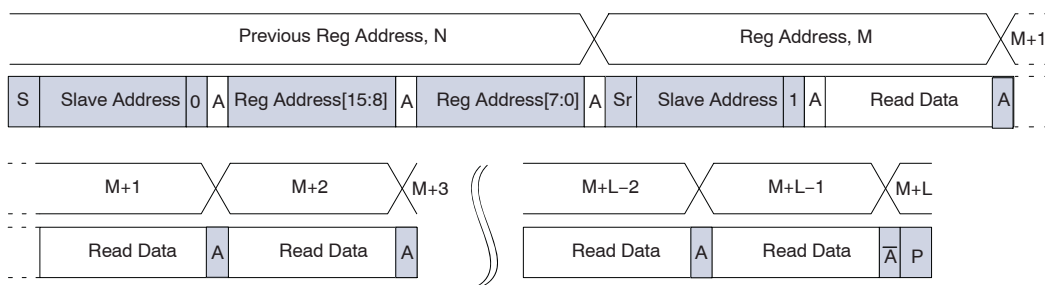 Previous Reg Address, N Reg Address, M M+1
S Slave Address 0 A Reg Address[15:8] A Reg Address[7:0] A Sr Slave Address 1 A Read Data A
M+1 M+2 M+3 M+L−2 M+L−1 M+L
Read Data A Read Data A Read Data A Read Data A̅ P